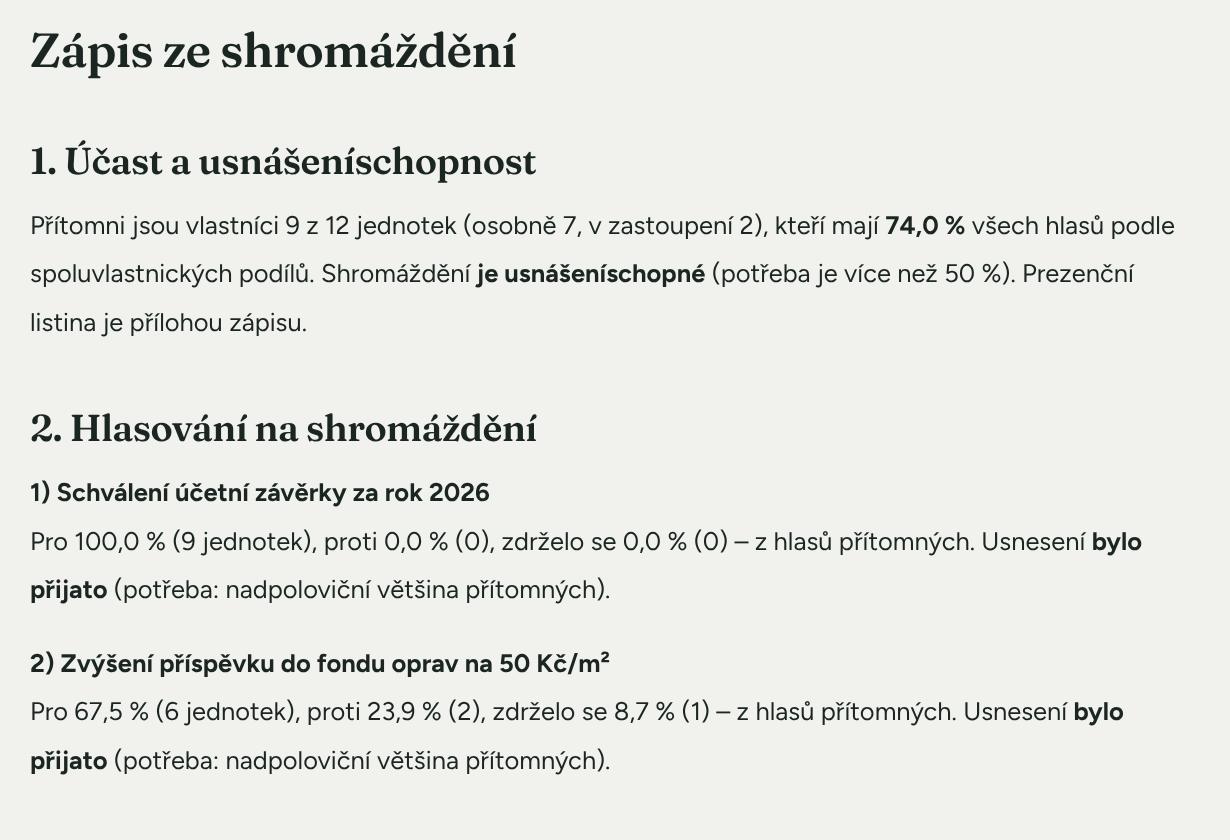 Zápis ze shromáždění
1. Účast a usnášeníschopnost
Přítomni jsou vlastníci 9 z 12 jednotek (osobně 7, v zastoupení 2), kteří mají 74,0 % všech hlasů podle
spoluvlastnických podílů. Shromáždění je usnášeníschopné (potřeba je více než 50 %). Prezenční
listina je přílohou zápisu.
2. Hlasování na shromáždění
1) Schválení účetní závěrky za rok 2026
Pro 100,0 % (9 jednotek), proti 0,0 % (0), zdrželo se 0,0 % (0) – z hlasů přítomných. Usnesení bylo
přijato (potřeba: nadpoloviční většina přítomných).
2) Zvýšení příspěvku do fondu oprav na 50 Kč/m²
Pro 67,5 % (6 jednotek), proti 23,9 % (2), zdrželo se 8,7 % (1) – z hlasů přítomných. Usnesení bylo
přijato (potřeba: nadpoloviční většina přítomných).